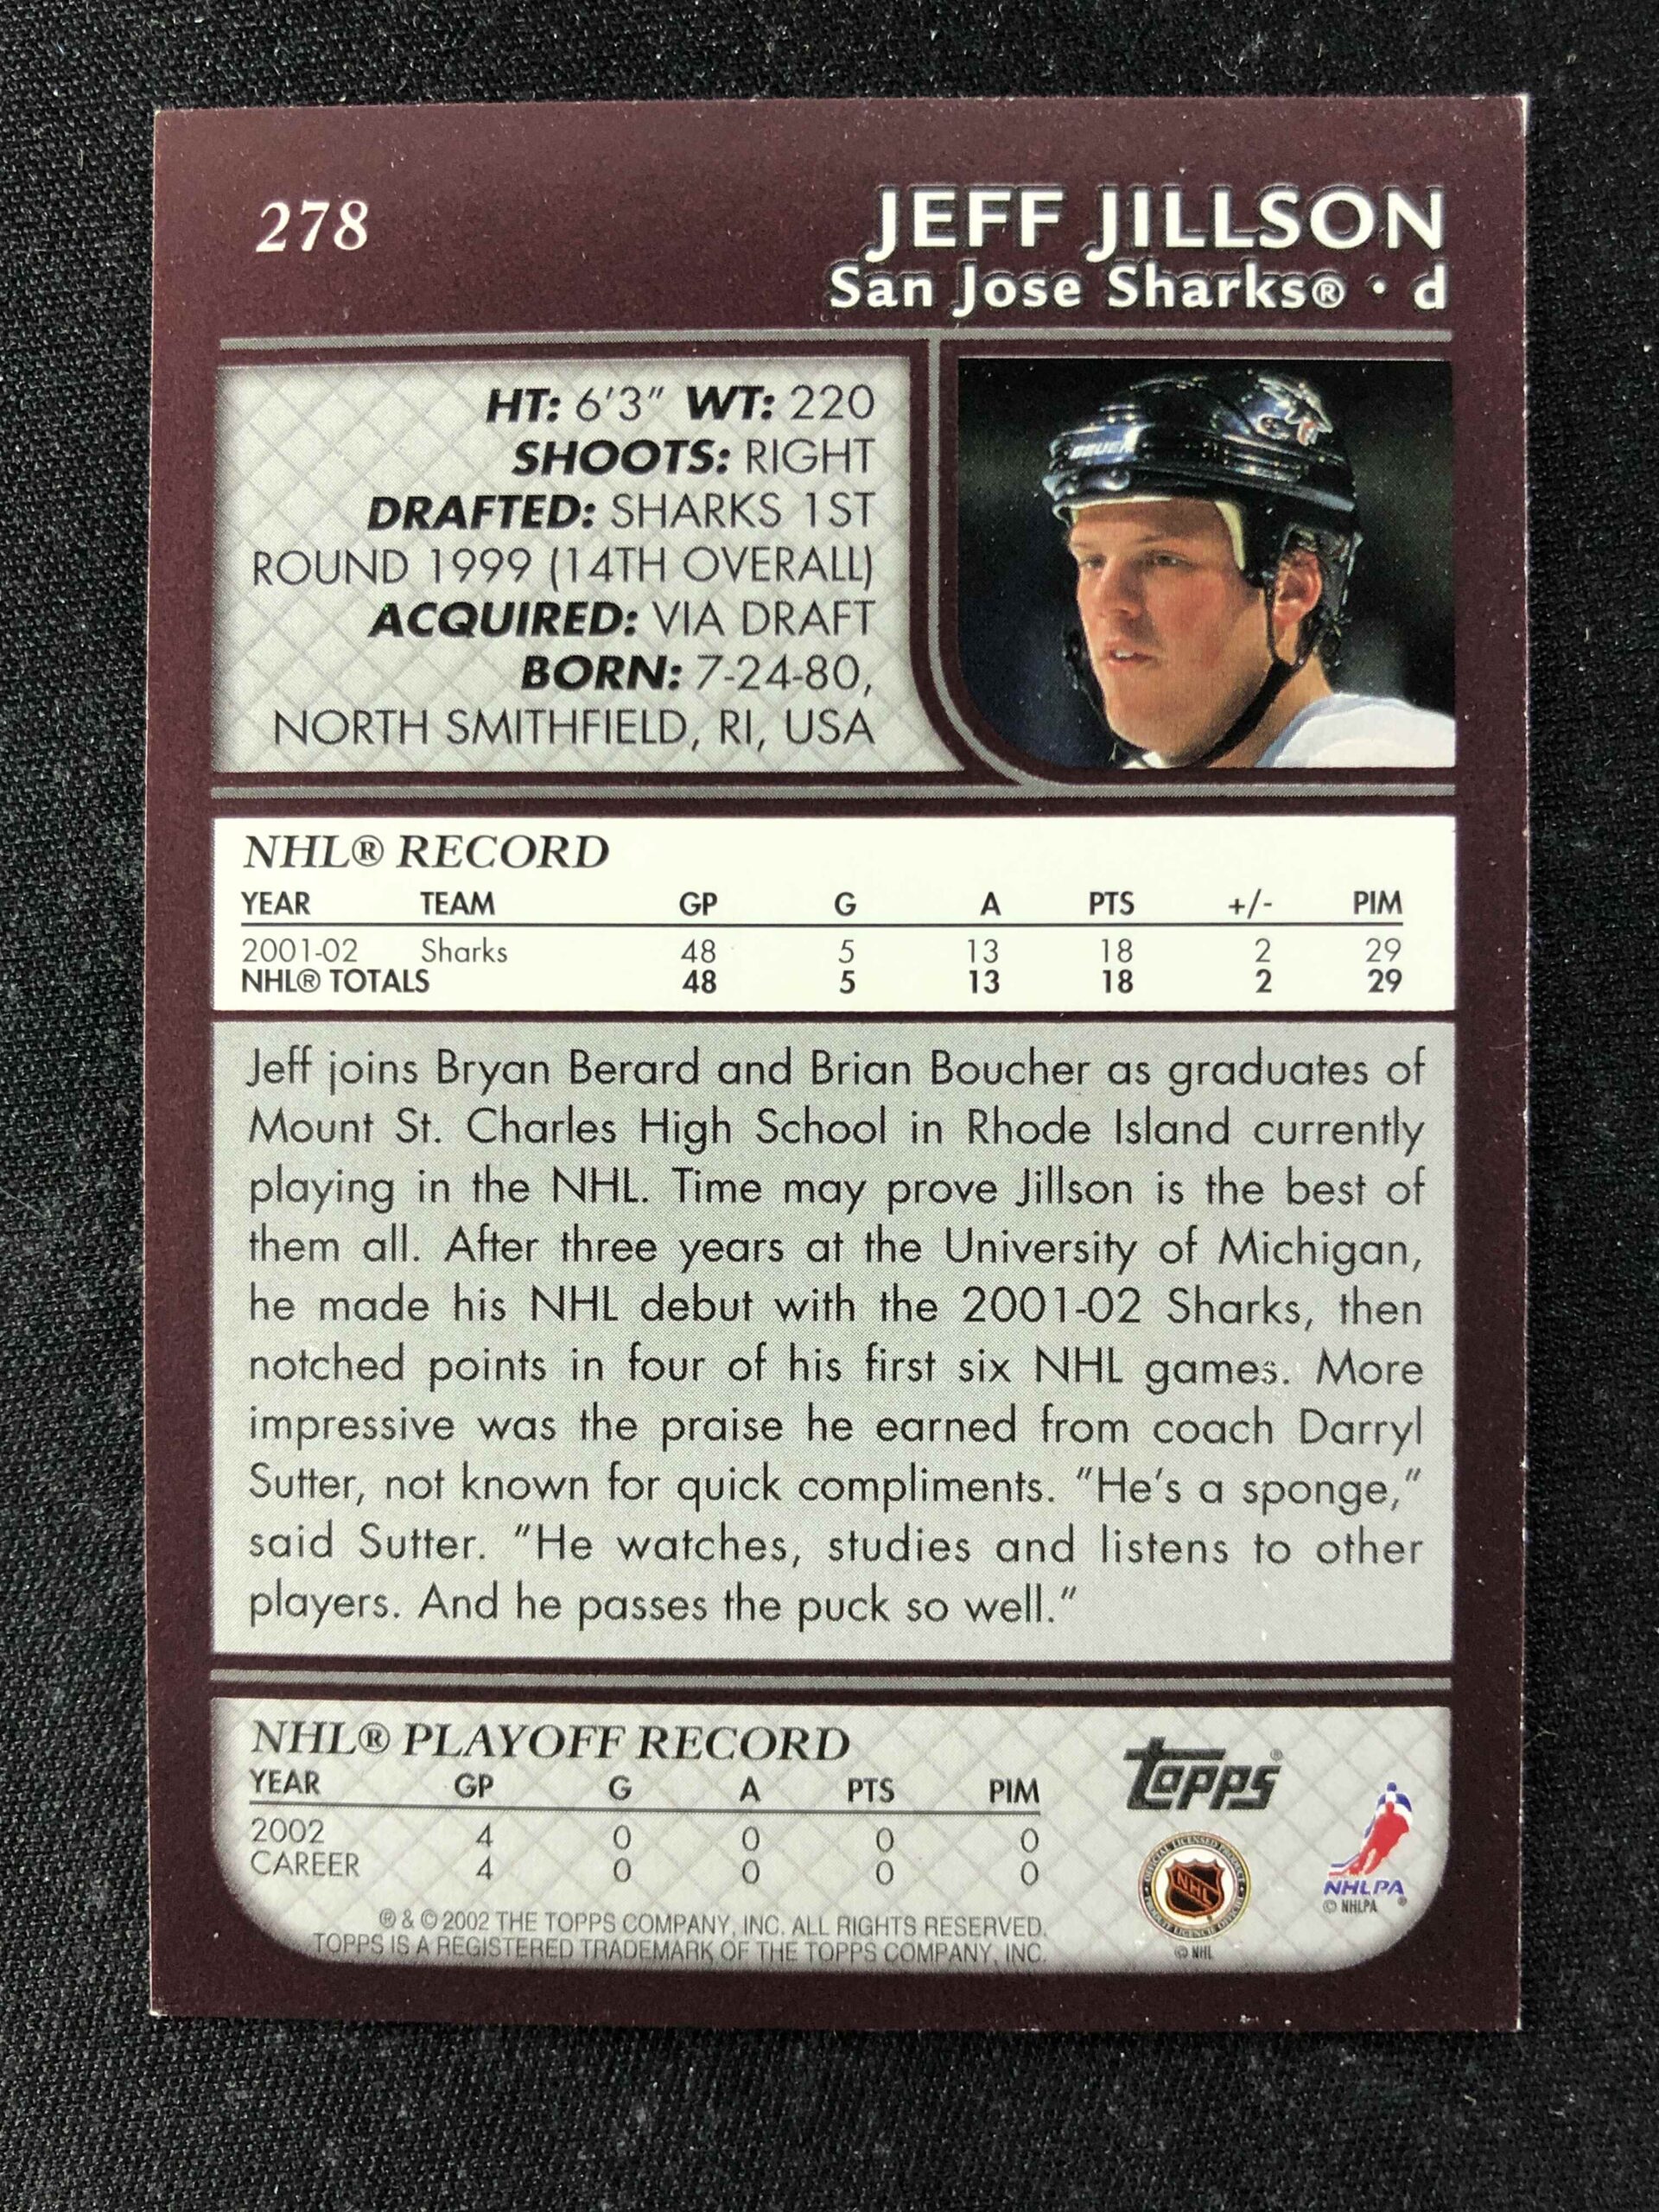 278
JEFF JILLSON
San Jose Sharks® • d
HT: 6'3" WT: 220
SHOOTS: RIGHT
DRAFTED: SHARKS 1ST
ROUND 1999 (14TH OVERALL)
ACQUIRED: VIA DRAFT
BORN: 7-24-80,
NORTH SMITHFIELD, RI, USA
BAUER
NHL® RECORD
YEAR TEAM GP G A PTS +/- PIM
2001-02 Sharks 48 5 13 18 2 29
NHL® TOTALS 48 5 13 18 2 29
Jeff joins Bryan Berard and Brian Boucher as graduates of
Mount St. Charles High School in Rhode Island currently
playing in the NHL. Time may prove Jillson is the best of
them all. After three years at the University of Michigan,
he made his NHL debut with the 2001-02 Sharks, then
notched points in four of his first six NHL games. More
impressive was the praise he earned from coach Darryl
Sutter, not known for quick compliments. "He's a sponge,"
said Sutter. "He watches, studies and listens to other
players. And he passes the puck so well."
NHL® PLAYOFF RECORD
YEAR GP G A PTS PIM
2002 4 0 0 0 0
CAREER 4 0 0 0 0
® & © 2002 THE TOPPS COMPANY, INC. ALL RIGHTS RESERVED.
TOPPS IS A REGISTERED TRADEMARK OF THE TOPPS COMPANY, INC.
Topps®
OFFICIAL LICENSED PRODUCT
NHL
© NHL
NHLPA®
© NHLPA